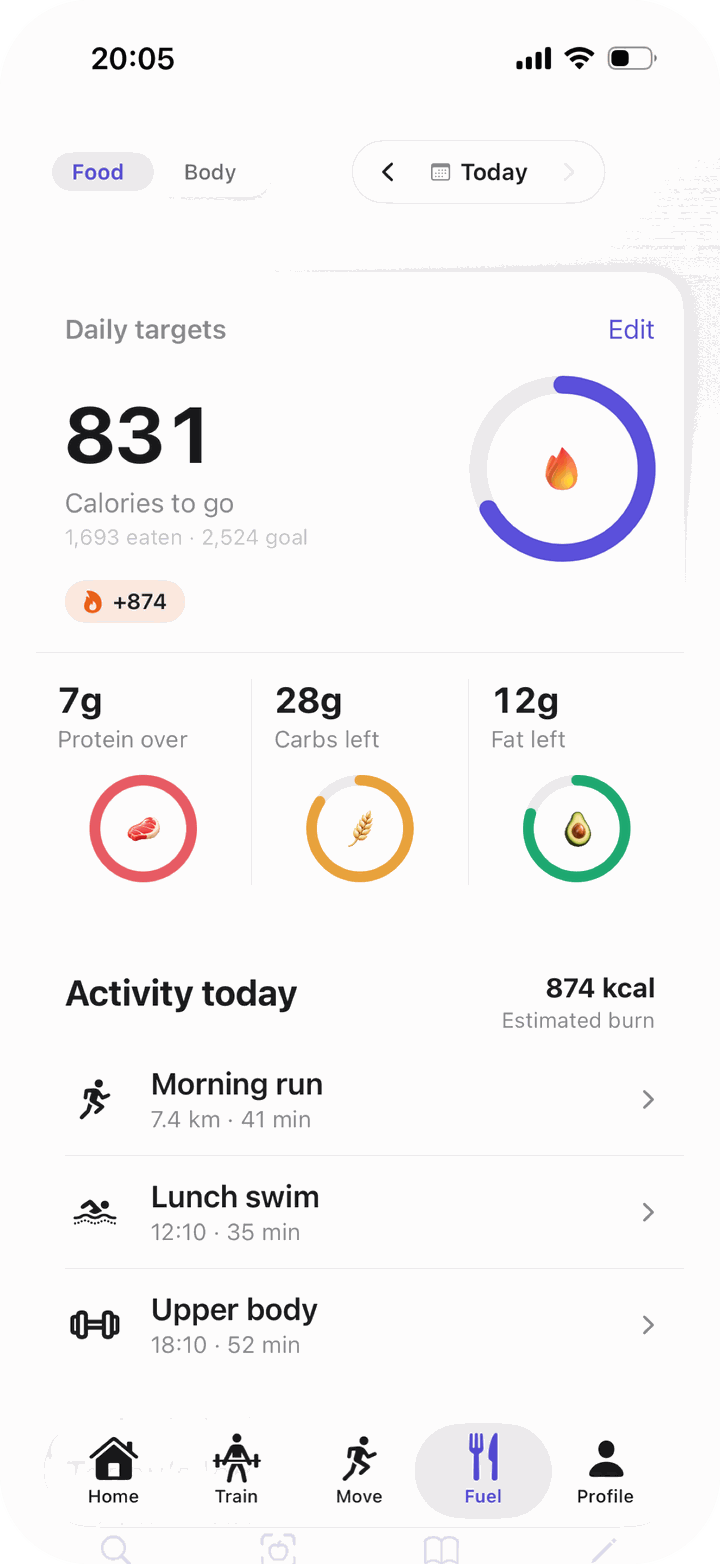 20:05
Food Body Today
Daily targets Edit
831
Calories to go
1,693 eaten · 2,524 goal
+874
7g 28g 12g
Protein over Carbs left Fat left
Activity today 874 kcal
Estimated burn
Morning run
7.4 km · 41 min
Lunch swim
12:10 · 35 min
Upper body
18:10 · 52 min
Home Train Move Fuel Profile